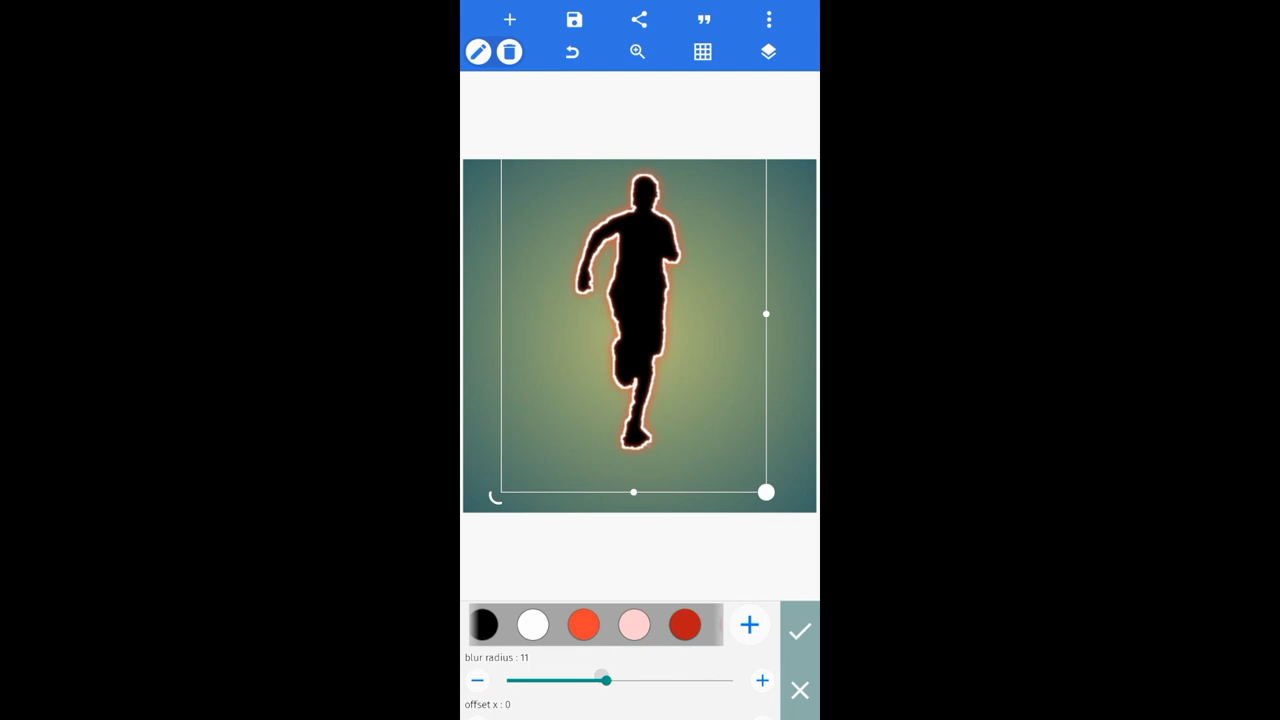 blur radius : 11
offset x : 0